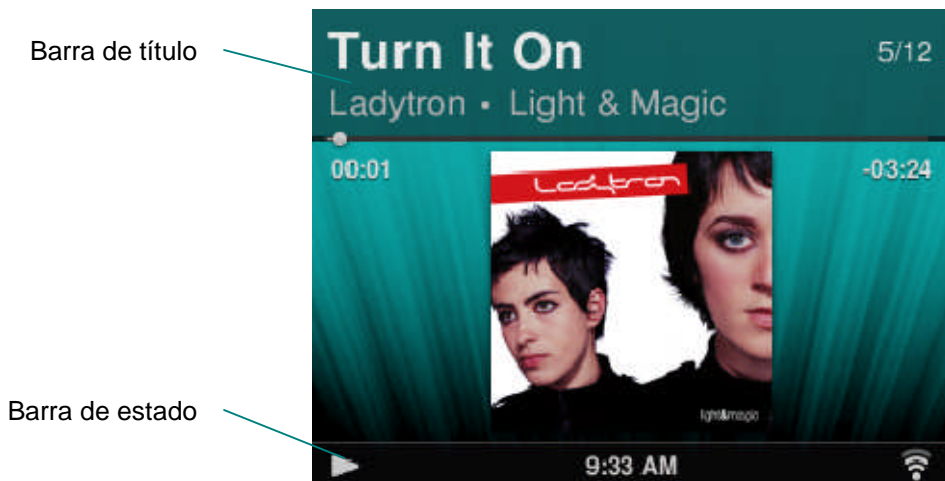 Barra de título
Turn It On
5/12
Ladytron • Light & Magic
00:01
-03:24
Ladytron
light&magic
Barra de estado
9:33 AM